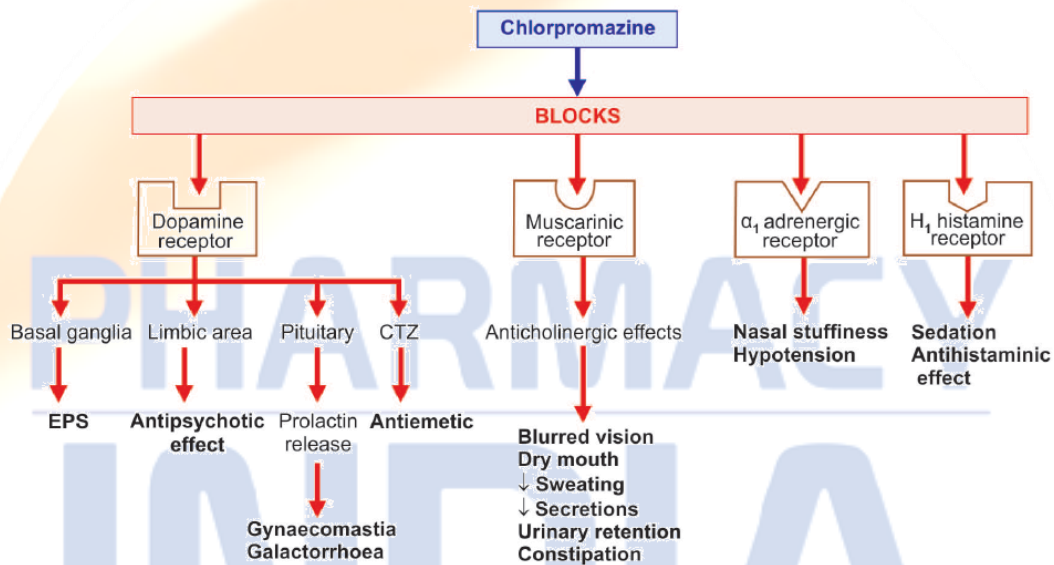 Chlorpromazine
BLOCKS
Dopamine
receptor
Muscarinic
receptor
α₁ adrenergic
receptor
H₁ histamine
receptor
Basal ganglia
Limbic area
Pituitary
CTZ
Anticholinergic effects
Nasal stuffiness
Hypotension
Sedation
Antihistaminic
effect
EPS
Antipsychotic
effect
Prolactin
release
Antiemetic
Gynaecomastia
Galactorrhoea
Blurred vision
Dry mouth
↓ Sweating
↓ Secretions
Urinary retention
Constipation
PHARMACY
INDIA